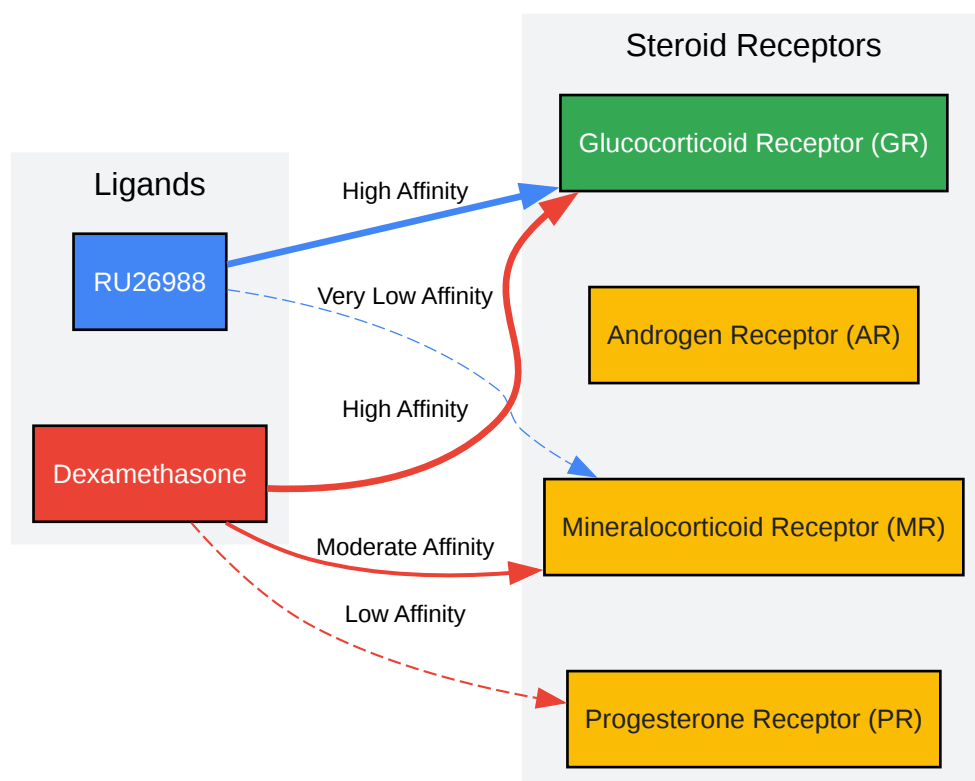 Steroid Receptors
Glucocorticoid Receptor (GR)
Ligands
High Affinity
RU26988
Very Low Affinity
Androgen Receptor (AR)
High Affinity
Dexamethasone
Mineralocorticoid Receptor (MR)
Moderate Affinity
Low Affinity
Progesterone Receptor (PR)